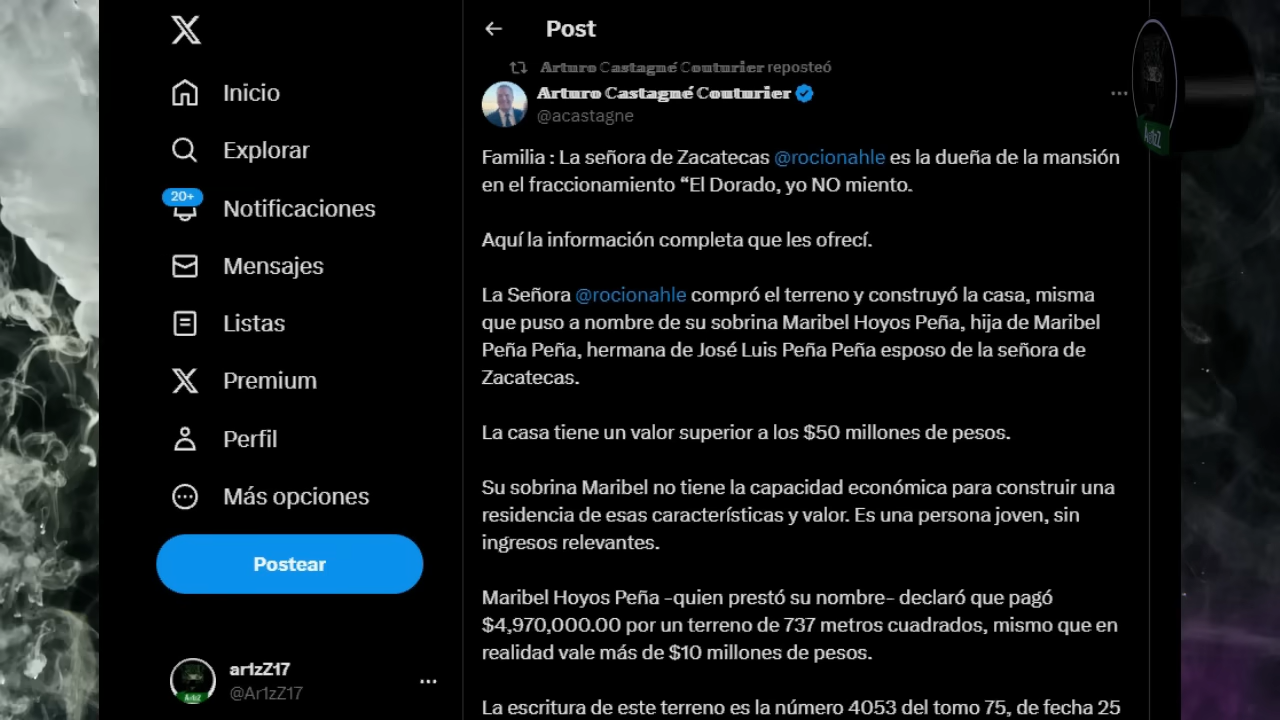 Inicio
Explorar
20+
Notificaciones
Mensajes
Listas
Premium
Perfil
Más opciones
Postear
ar1zZ17
@Ar1zZ17
Post
Arturo Castagné Couturier reposteó
Arturo Castagné Couturier
@acastagne
Familia : La señora de Zacatecas @rocionahle es la dueña de la mansión
en el fraccionamiento “El Dorado, yo NO miento.
Aquí la información completa que les ofrecí.
La Señora @rocionahle compró el terreno y construyó la casa, misma
que puso a nombre de su sobrina Maribel Hoyos Peña, hija de Maribel
Peña Peña, hermana de José Luis Peña Peña esposo de la señora de
Zacatecas.
La casa tiene un valor superior a los $50 millones de pesos.
Su sobrina Maribel no tiene la capacidad económica para construir una
residencia de esas características y valor. Es una persona joven, sin
ingresos relevantes.
Maribel Hoyos Peña -quien prestó su nombre- declaró que pagó
$4,970,000.00 por un terreno de 737 metros cuadrados, mismo que en
realidad vale más de $10 millones de pesos.
La escritura de este terreno es la número 4053 del tomo 75, de fecha 25